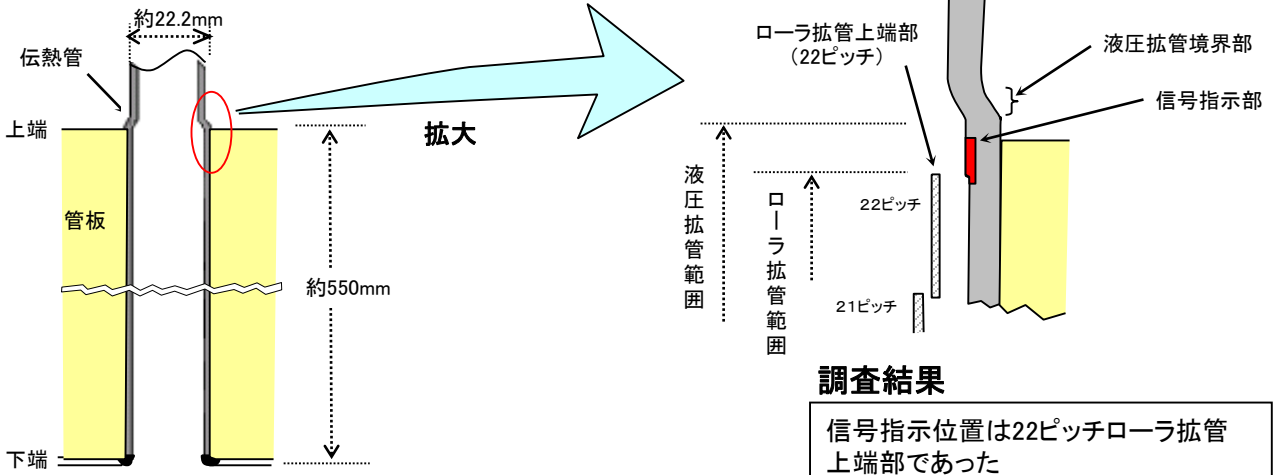 約22.2mm
伝熱管
上端
管板
約550mm
下端
拡大
ローラ拡管上端部
（22ピッチ）
液圧拡管境界部
信号指示部
液圧拡管範囲
ローラ拡管範囲
22ピッチ
21ピッチ
調査結果
信号指示位置は22ピッチローラ拡管
上端部であった